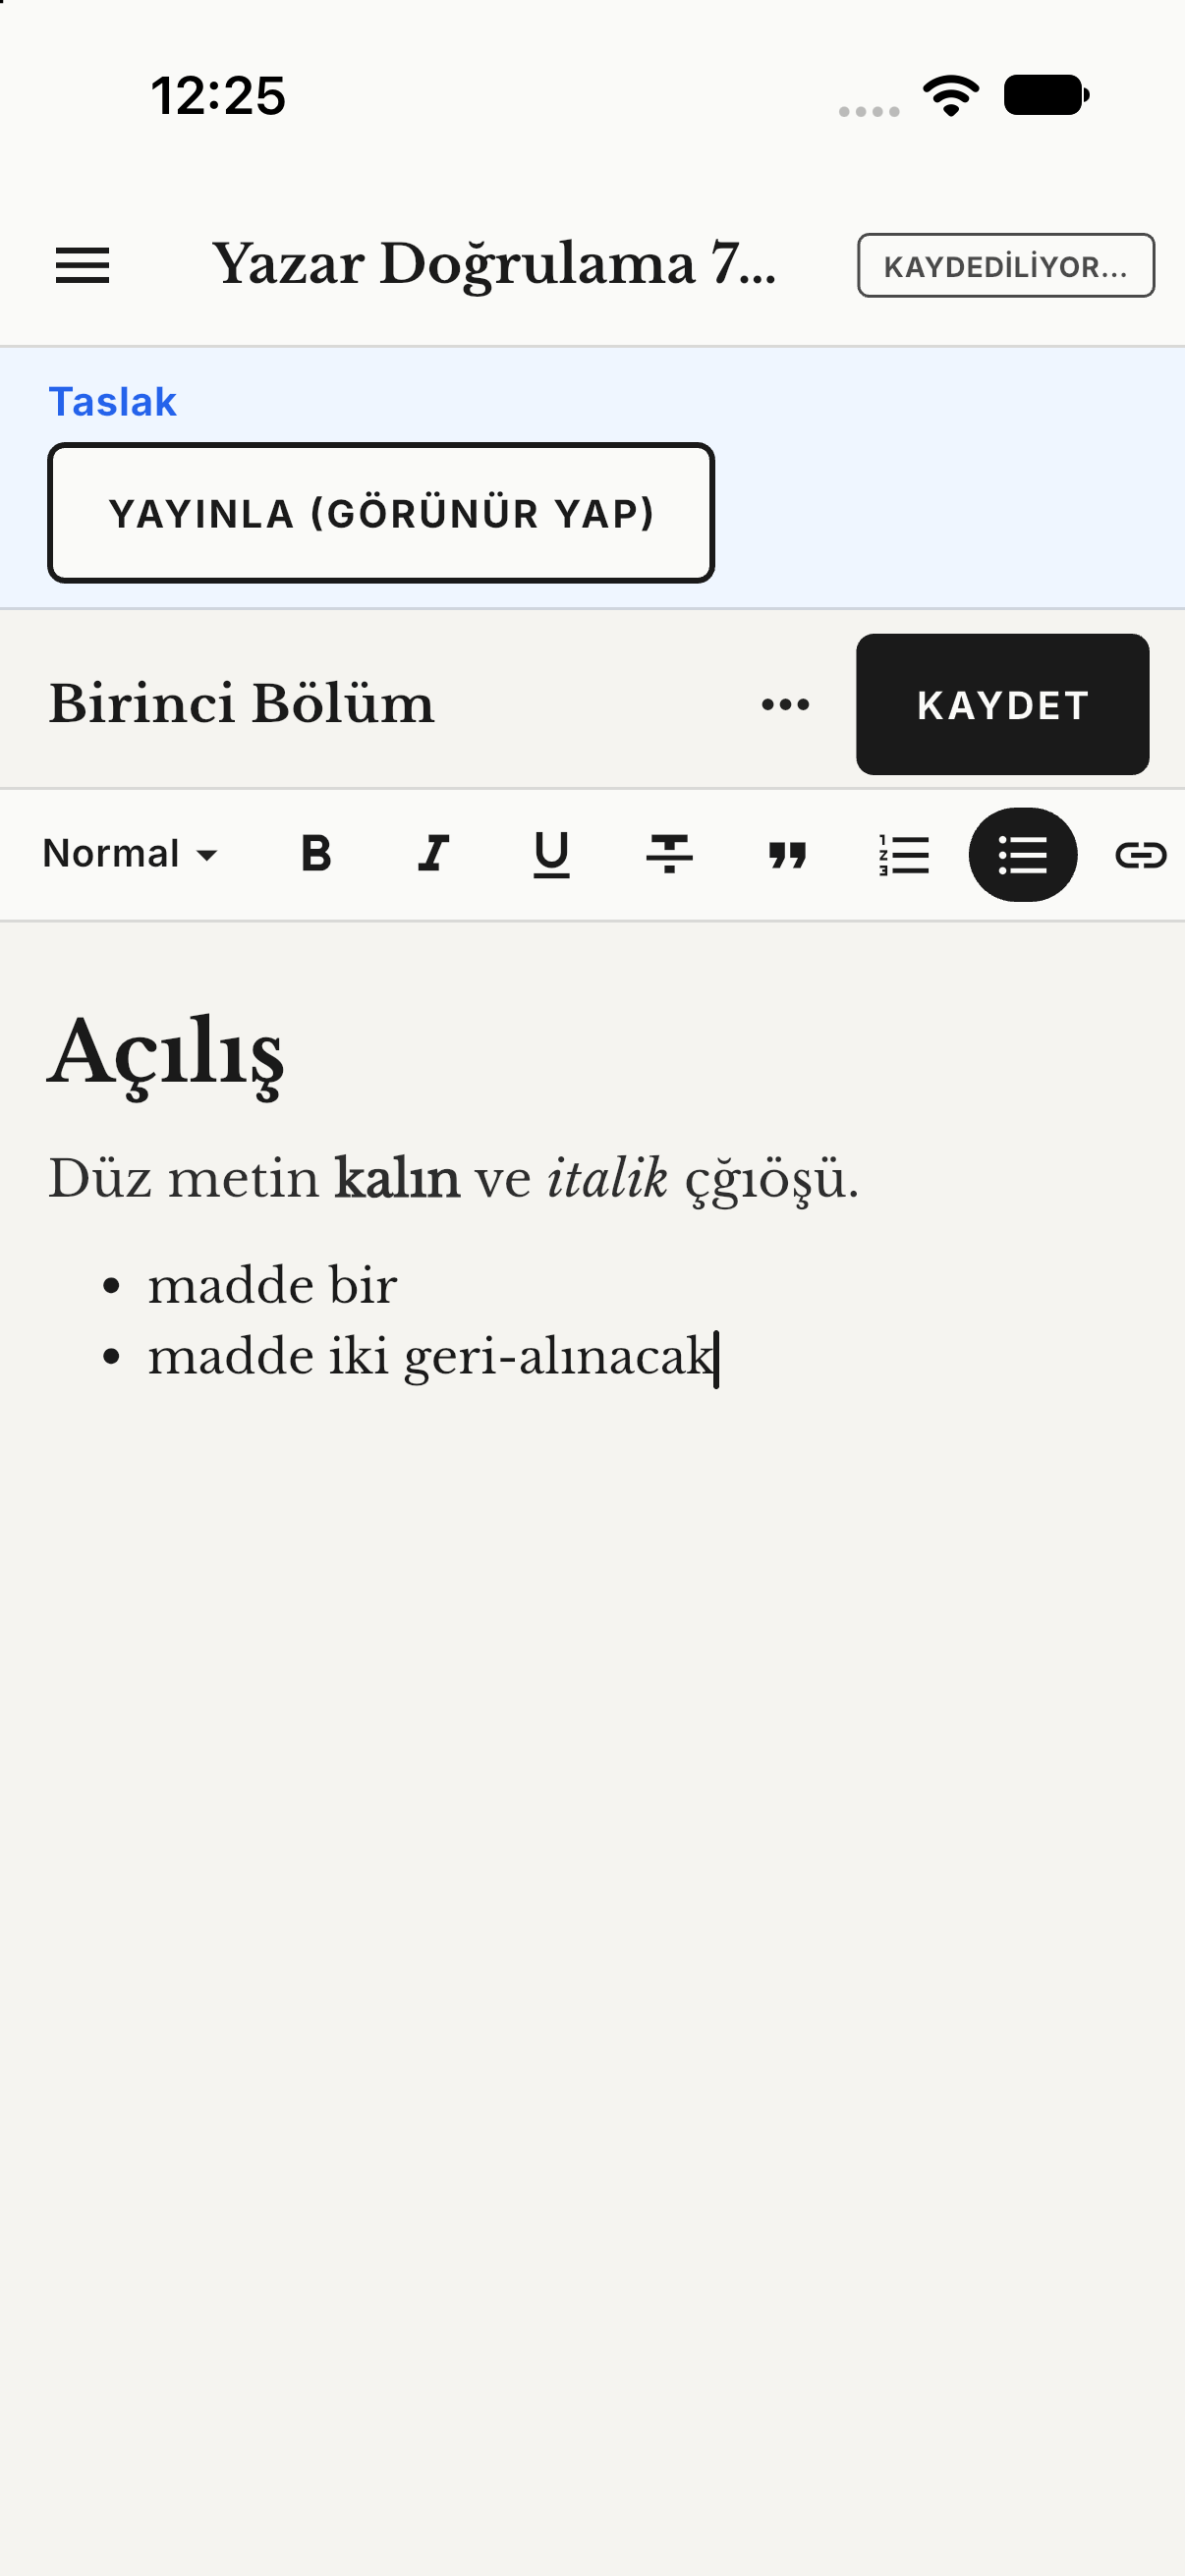 12:25
Yazar Doğrulama 7...
KAYDEDİLİYOR...
Taslak
YAYINLA (GÖRÜNÜR YAP)
Birinci Bölüm
KAYDET
Normal
Açılış
Düz metin kalın ve italik çğıöşü.
• madde bir
• madde iki geri-alınacak